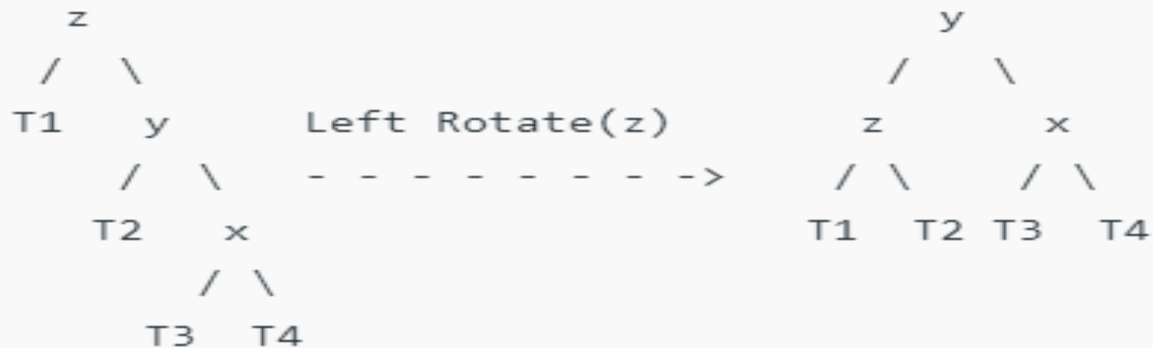 z                                y
/   \                            /     \
T1    y     Left Rotate(z)       z      x
/  \   - - - - - - - ->    / \    / \
T2   x                     T1  T2 T3  T4
/ \
T3  T4